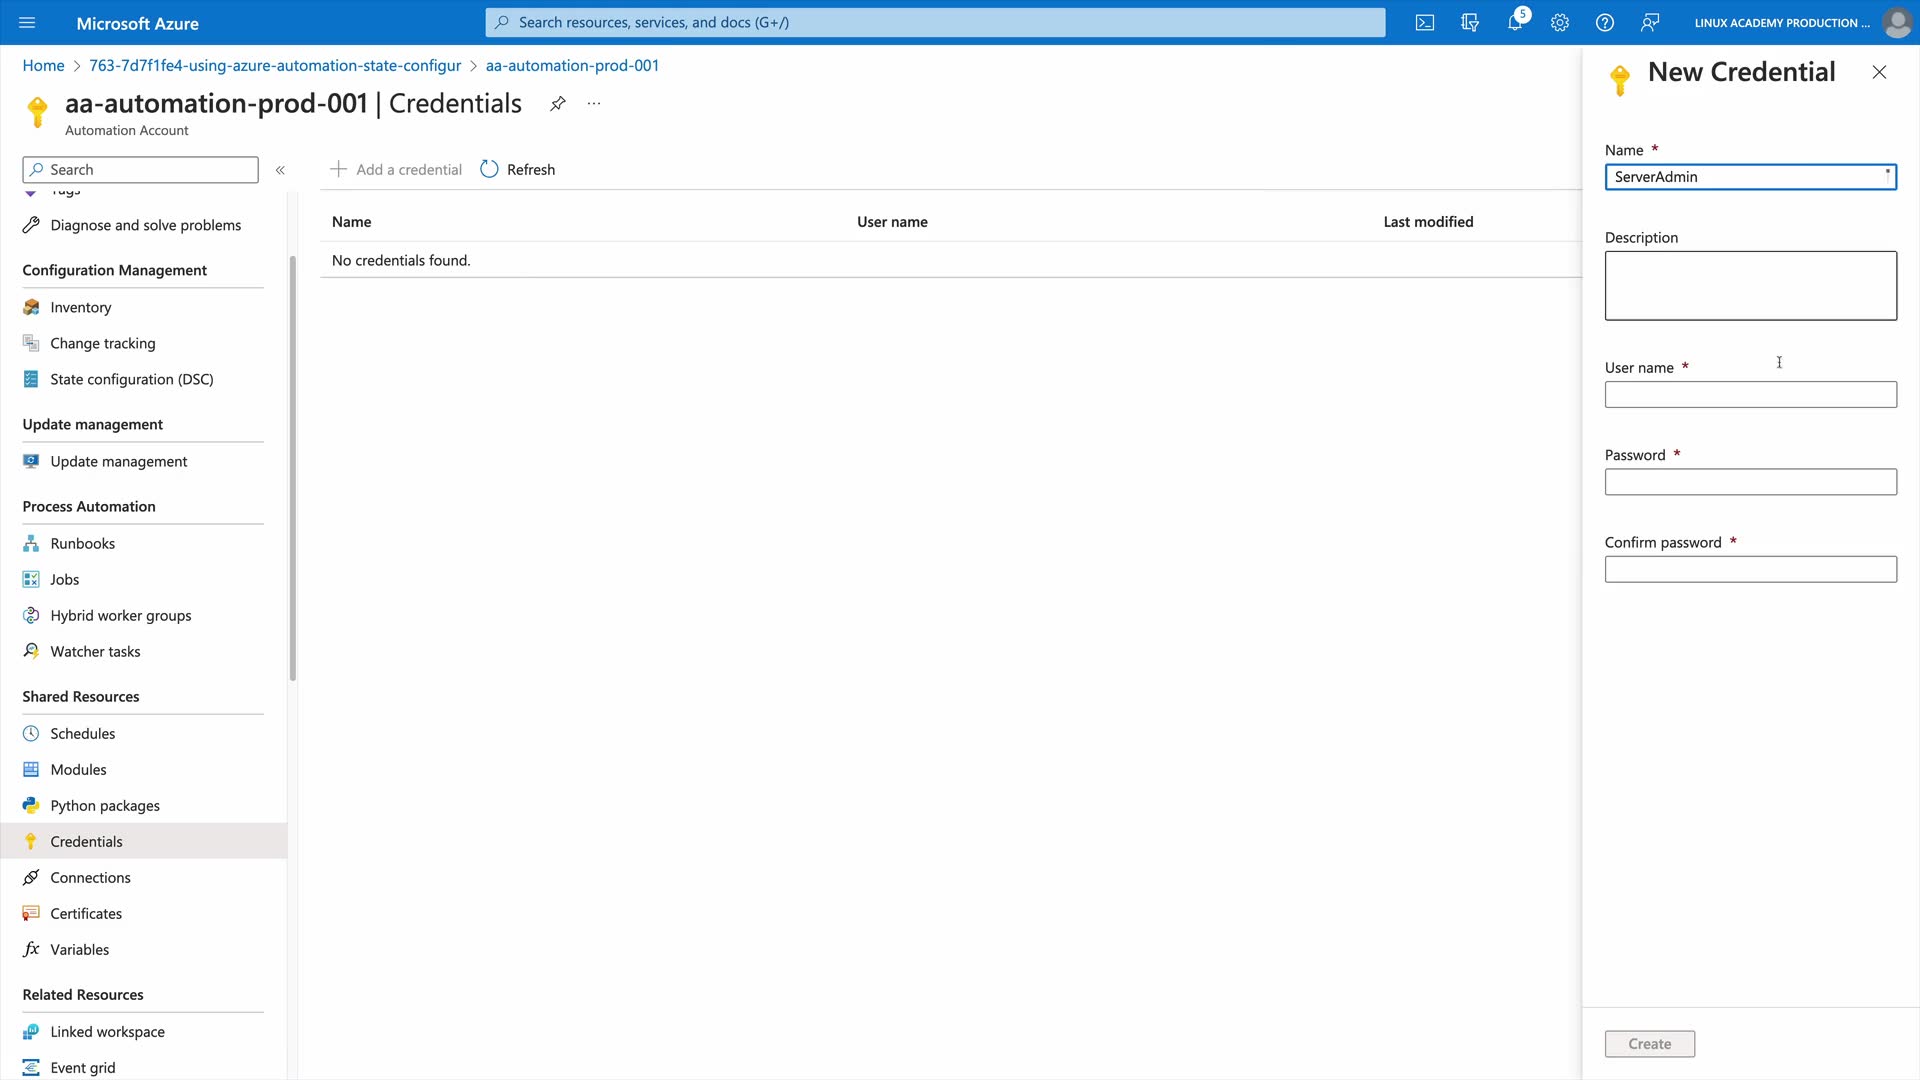 Microsoft Azure
Search resources, services, and docs (G+/)
5
LINUX ACADEMY PRODUCTION ...
Home > 763-7d7f1fe4-using-azure-automation-state-configur > aa-automation-prod-001
aa-automation-prod-001 | Credentials
...
Automation Account
Search
«
Add a credential
Refresh
Tags
Diagnose and solve problems
Configuration Management
Inventory
Change tracking
State configuration (DSC)
Update management
Update management
Process Automation
Runbooks
Jobs
Hybrid worker groups
Watcher tasks
Shared Resources
Schedules
Modules
Python packages
Credentials
Connections
Certificates
Variables
Related Resources
Linked workspace
Event grid
Name User name Last modified
No credentials found.
New Credential
Name *
ServerAdmin
Description
User name *
Password *
Confirm password *
Create